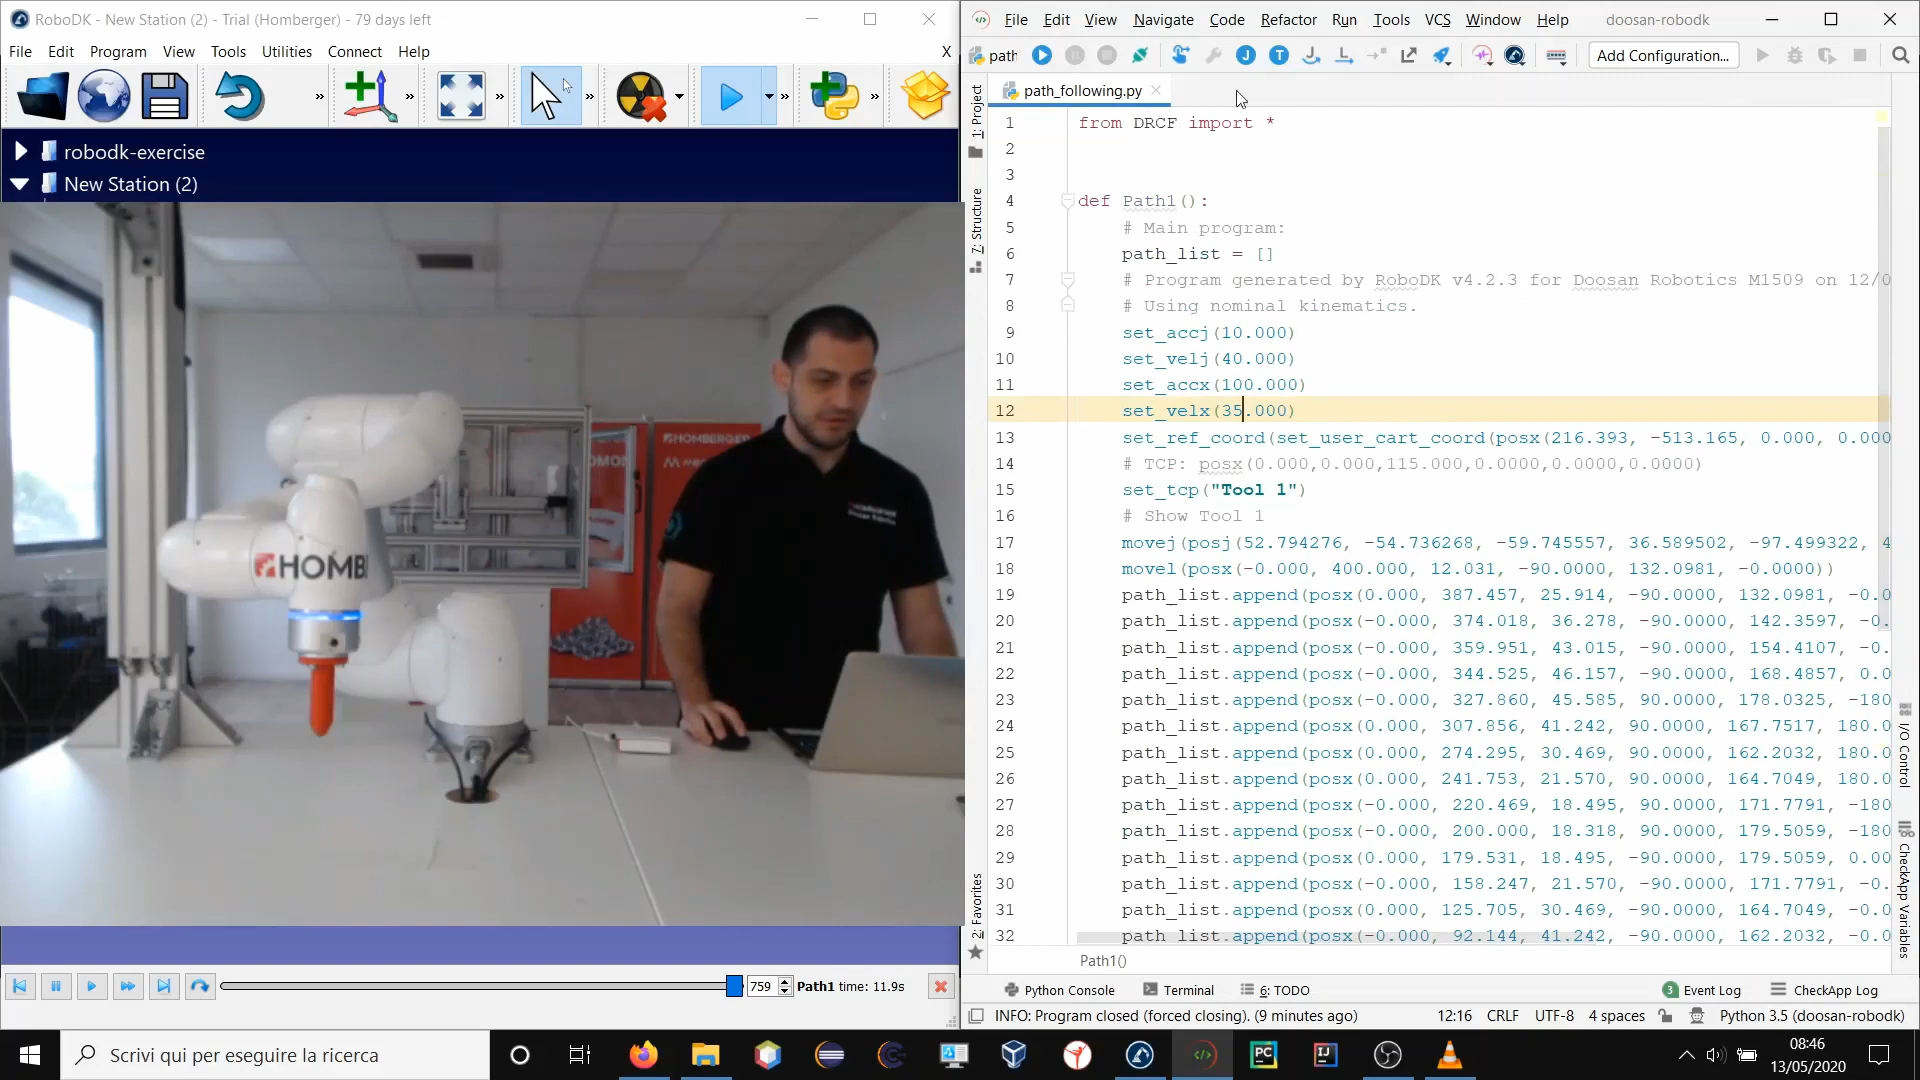 RoboDK - New Station (2) - Trial (Homberger) - 79 days left
File Edit Program View Tools Utilities Connect Help X
robodk-exercise
New Station (2)
HOMBERGER
HOMB
759 Path1 time: 11.9s
File Edit View Navigate Code Refactor Run Tools VCS Window Help doosan-robodk
path Add Configuration...
path_following.py
1: Project
7: Structure
2: Favorites
I/O Control
CheckApp Variables
1 from DRCF import *
2
3
4 def Path1():
5 # Main program:
6 path_list = []
7 # Program generated by RoboDK v4.2.3 for Doosan Robotics M1509 on 12/0
8 # Using nominal kinematics.
9 set_accj(10.000)
10 set_velj(40.000)
11 set_accx(100.000)
12 set_velx(35.000)
13 set_ref_coord(set_user_cart_coord(posx(216.393, -513.165, 0.000, 0.000
14 # TCP: posx(0.000,0.000,115.000,0.0000,0.0000,0.0000)
15 set_tcp("Tool 1")
16 # Show Tool 1
17 movej(posj(52.794276, -54.736268, -59.745557, 36.589502, -97.499322, 4
18 movel(posx(-0.000, 400.000, 12.031, -90.0000, 132.0981, -0.0000))
19 path_list.append(posx(0.000, 387.457, 25.914, -90.0000, 132.0981, -0.0
20 path_list.append(posx(-0.000, 374.018, 36.278, -90.0000, 142.3597, -0.
21 path_list.append(posx(-0.000, 359.951, 43.015, -90.0000, 154.4107, -0.
22 path_list.append(posx(-0.000, 344.525, 46.157, -90.0000, 168.4857, 0.0
23 path_list.append(posx(-0.000, 327.860, 45.585, 90.0000, 178.0325, -180
24 path_list.append(posx(0.000, 307.856, 41.242, 90.0000, 167.7517, 180.0
25 path_list.append(posx(0.000, 274.295, 30.469, 90.0000, 162.2032, 180.0
26 path_list.append(posx(0.000, 241.753, 21.570, 90.0000, 164.7049, 180.0
27 path_list.append(posx(-0.000, 220.469, 18.495, 90.0000, 171.7791, -180
28 path_list.append(posx(-0.000, 200.000, 18.318, 90.0000, 179.5059, -180
29 path_list.append(posx(0.000, 179.531, 18.495, -90.0000, 179.5059, 0.00
30 path_list.append(posx(-0.000, 158.247, 21.570, -90.0000, 171.7791, -0.
31 path_list.append(posx(0.000, 125.705, 30.469, -90.0000, 164.7049, -0.0
32 path_list.append(posx(-0.000, 92.144, 41.242, -90.0000, 162.2032, -0.0
Path1()
Python Console Terminal 6: TODO 3 Event Log CheckApp Log
INFO: Program closed (forced closing). (9 minutes ago) 12:16 CRLF UTF-8 4 spaces Python 3.5 (doosan-robodk)
Scrivi qui per eseguire la ricerca
08:46
13/05/2020